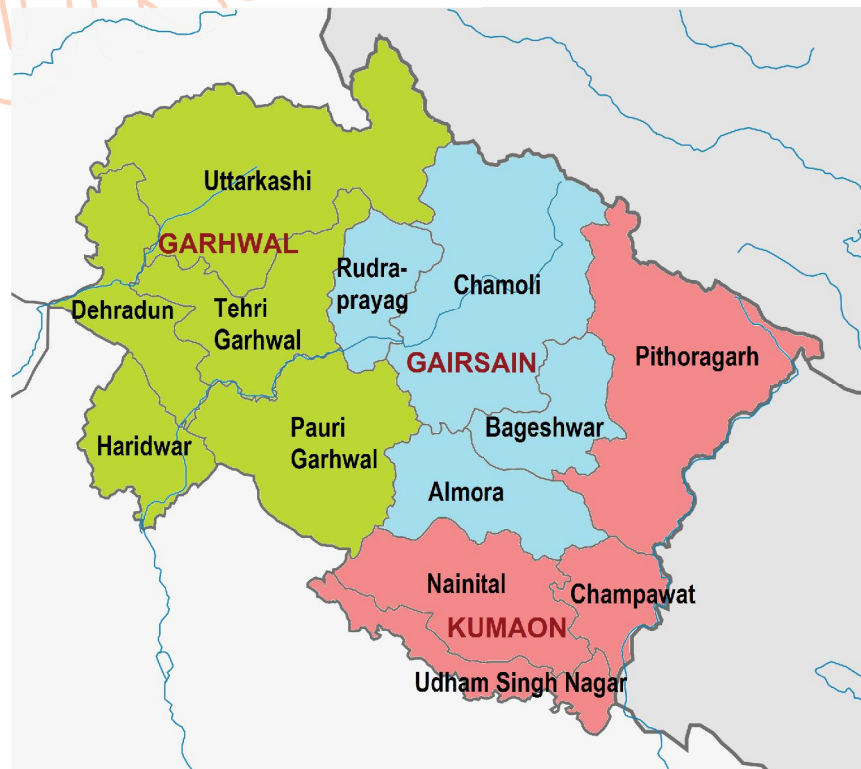 Uttarkashi
GARHWAL
Rudra-
prayag
Chamoli
Dehradun
Tehri
Garhwal
GAIRSAIN
Pithoragarh
Haridwar
Pauri
Garhwal
Bageshwar
Almora
Nainital
Champawat
KUMAON
Udham Singh Nagar